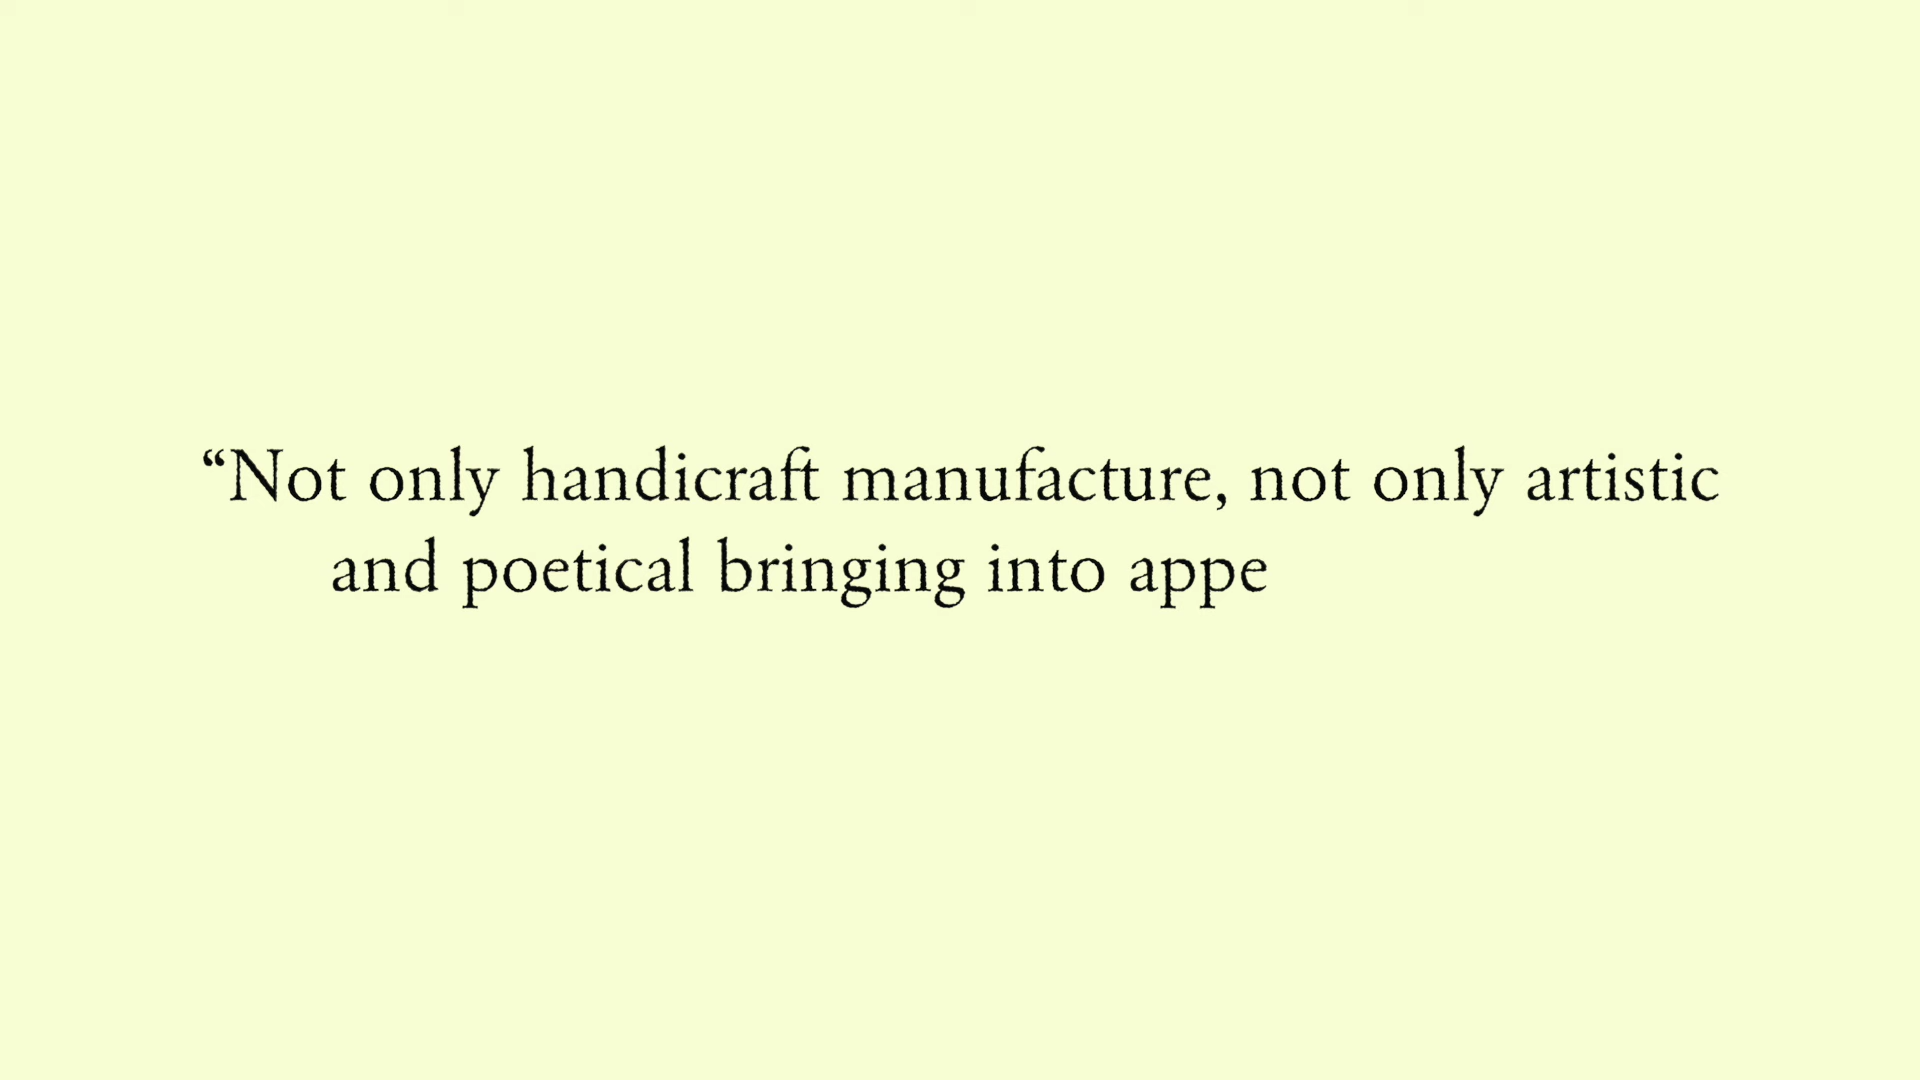 “Not only handicraft manufacture, not only artistic
and poetical bringing into appe